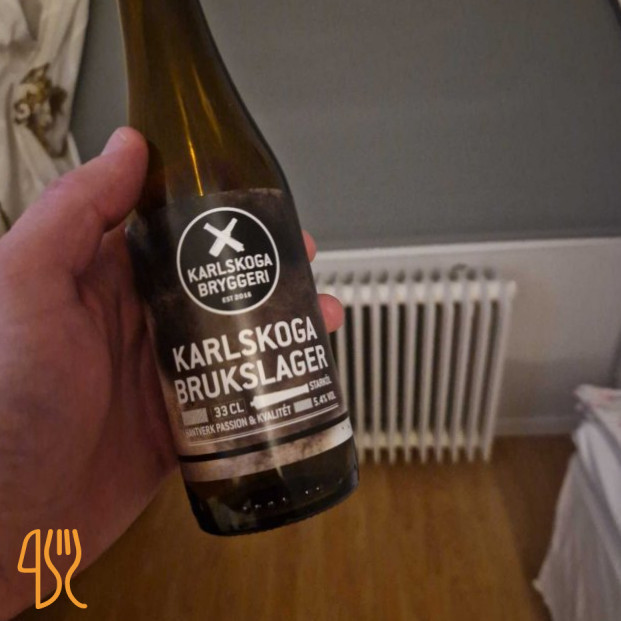 KARLSKOGA
BRYGGERI
EST 2016
KARLSKOGA
BRUKSLAGER
33 CL
STARKÖL
5.4% VOL.
HANTVERK PASSION & KVALITÉT